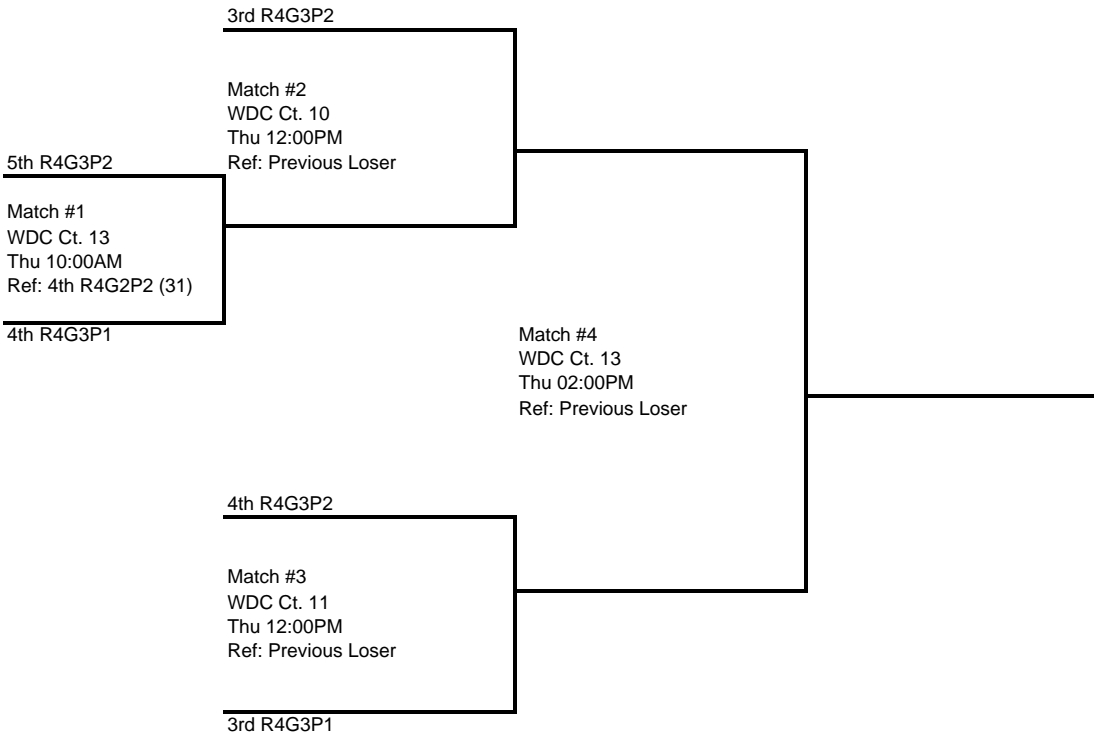 3rd R4G3P2
Match #2
WDC Ct. 10
Thu 12:00PM
Ref: Previous Loser
5th R4G3P2
Match #1
WDC Ct. 13
Thu 10:00AM
Ref: 4th R4G2P2 (31)
4th R4G3P1
Match #4
WDC Ct. 13
Thu 02:00PM
Ref: Previous Loser
4th R4G3P2
Match #3
WDC Ct. 11
Thu 12:00PM
Ref: Previous Loser
3rd R4G3P1